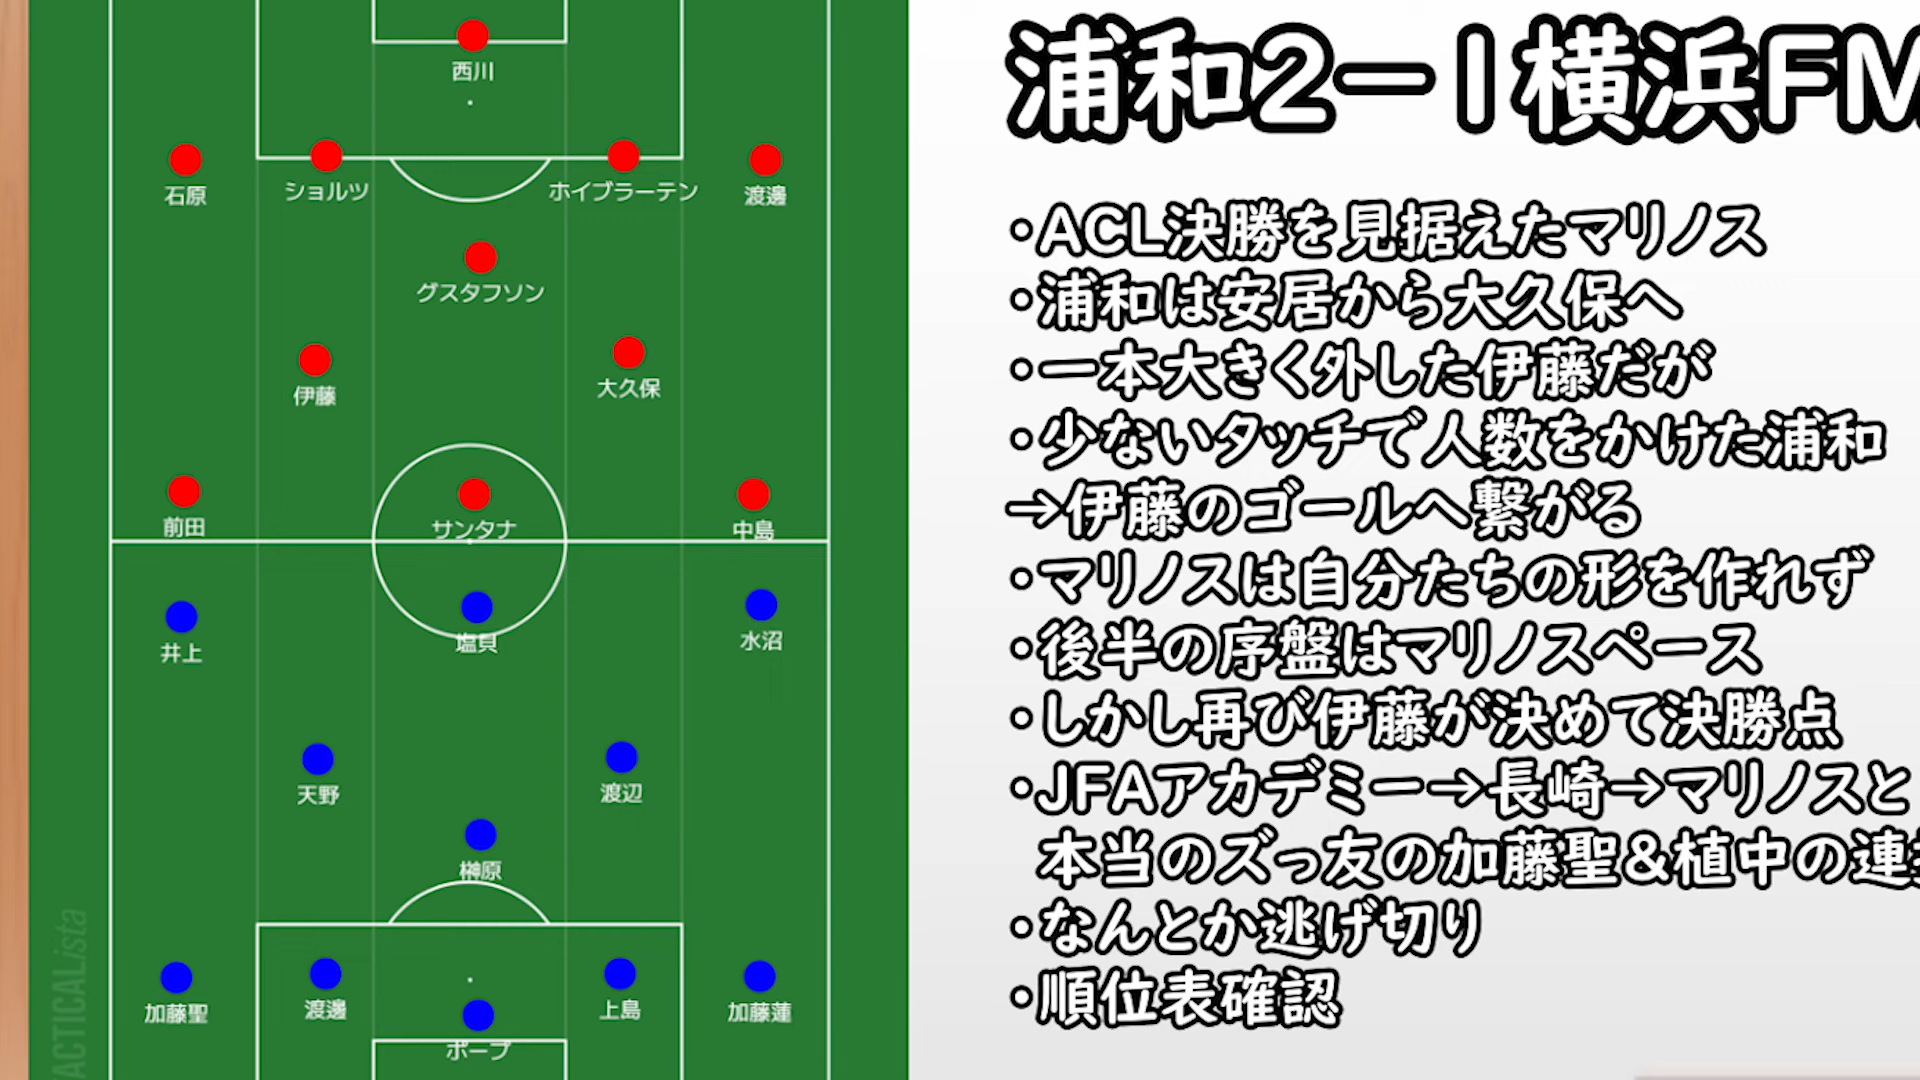 西川
石原
ショルツ
ホイブラーテン
渡邊
グスタフソン
伊藤
大久保
前田
サンタナ
中島
井上
塩貝
水沼
天野
渡辺
榊原
加藤聖
渡邊
上島
加藤蓮
ポープ
TACTICALista
浦和2ー1横浜FM
・ACL決勝を見据えたマリノス
・浦和は安居から大久保へ
・一本大きく外した伊藤だが
・少ないタッチで人数をかけた浦和
→伊藤のゴールへ繋がる
・マリノスは自分たちの形を作れず
・後半の序盤はマリノスペース
・しかし再び伊藤が決めて決勝点
・JFAアカデミー→長崎→マリノスと
本当のズっ友の加藤聖&植中の連
・なんとか逃げ切り
・順位表確認